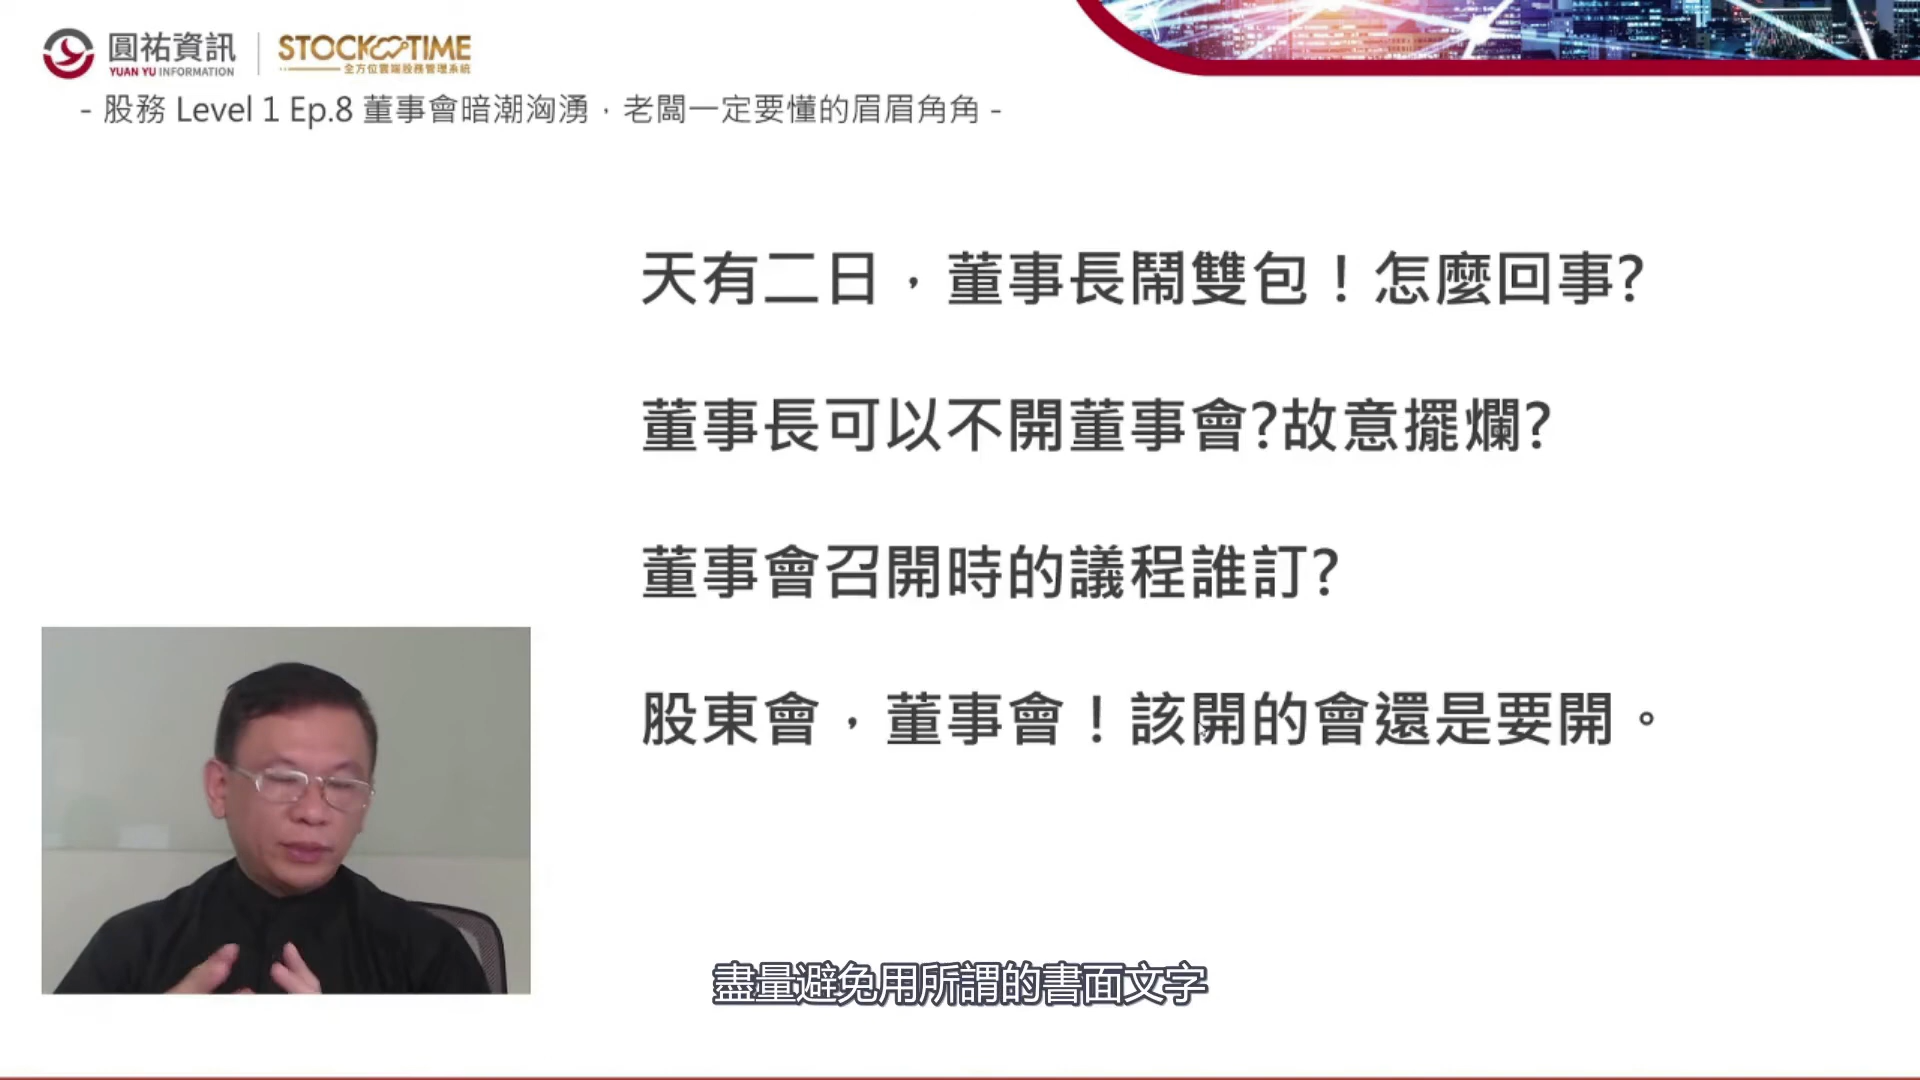 圓祐資訊
YUAN YU INFORMATION
STOCK TIME
全方位雲端股務管理系統
- 股務 Level 1 Ep.8 董事會暗潮洶湧，老闆一定要懂的眉眉角角 -
天有二日，董事長鬧雙包！怎麼回事?
董事長可以不開董事會?故意擺爛?
董事會召開時的議程誰訂?
股東會，董事會！該開的會還是要開。
盡量避免用所謂的書面文字